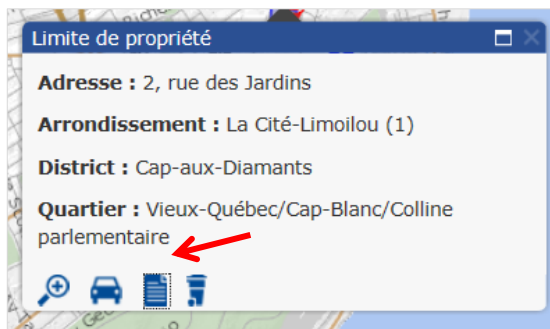 Limite de propriété
Adresse : 2, rue des Jardins
Arrondissement : La Cité-Limoilou (1)
District : Cap-aux-Diamants
Quartier : Vieux-Québec/Cap-Blanc/Colline
parlementaire